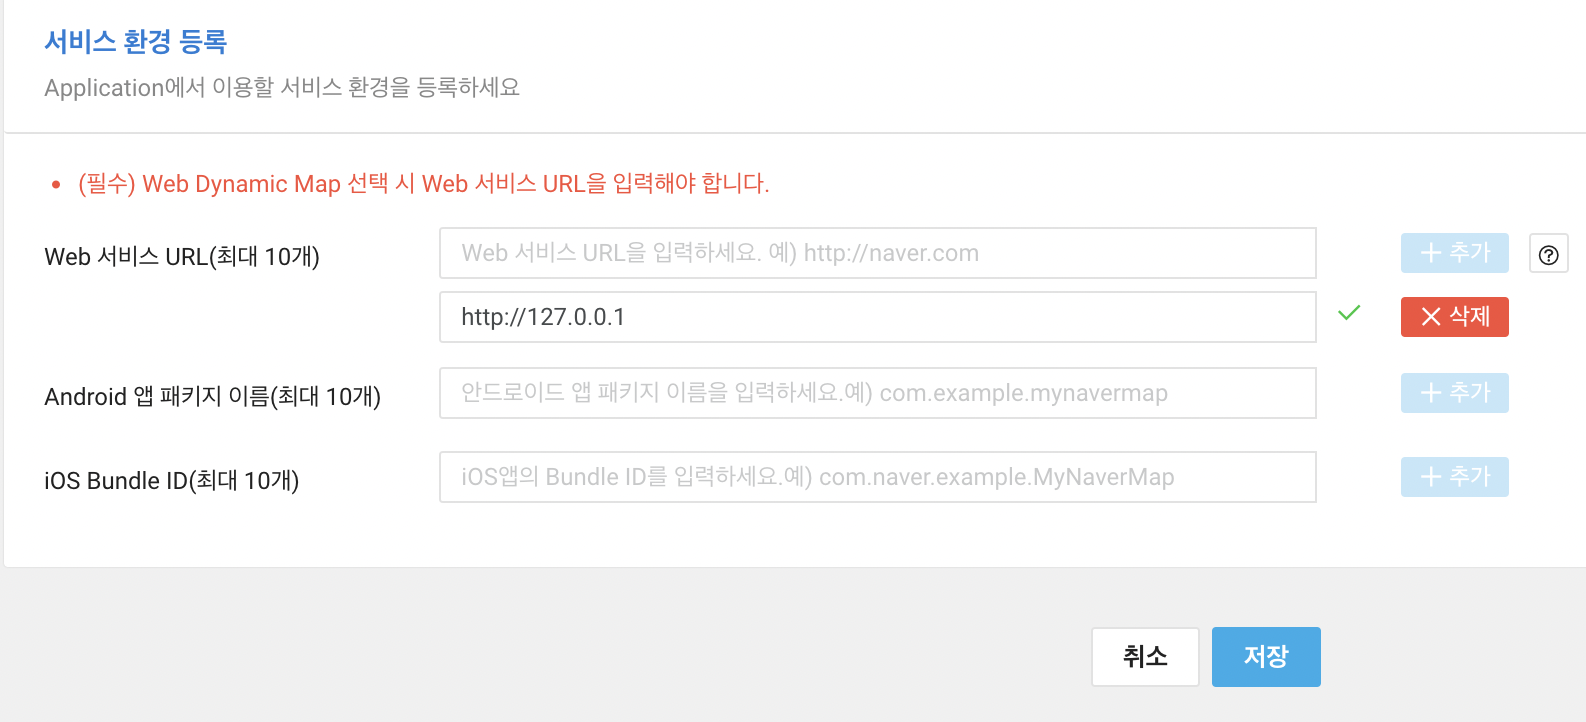 서비스 환경 등록
Application에서 이용할 서비스 환경을 등록하세요
• (필수) Web Dynamic Map 선택 시 Web 서비스 URL을 입력해야 합니다.
Web 서비스 URL(최대 10개)
Web 서비스 URL을 입력하세요. 예) http://naver.com
+ 추가
?
http://127.0.0.1
✓
× 삭제
Android 앱 패키지 이름(최대 10개)
안드로이드 앱 패키지 이름을 입력하세요.예) com.example.mynavermap
+ 추가
iOS Bundle ID(최대 10개)
iOS앱의 Bundle ID를 입력하세요.예) com.naver.example.MyNaverMap
+ 추가
취소
저장